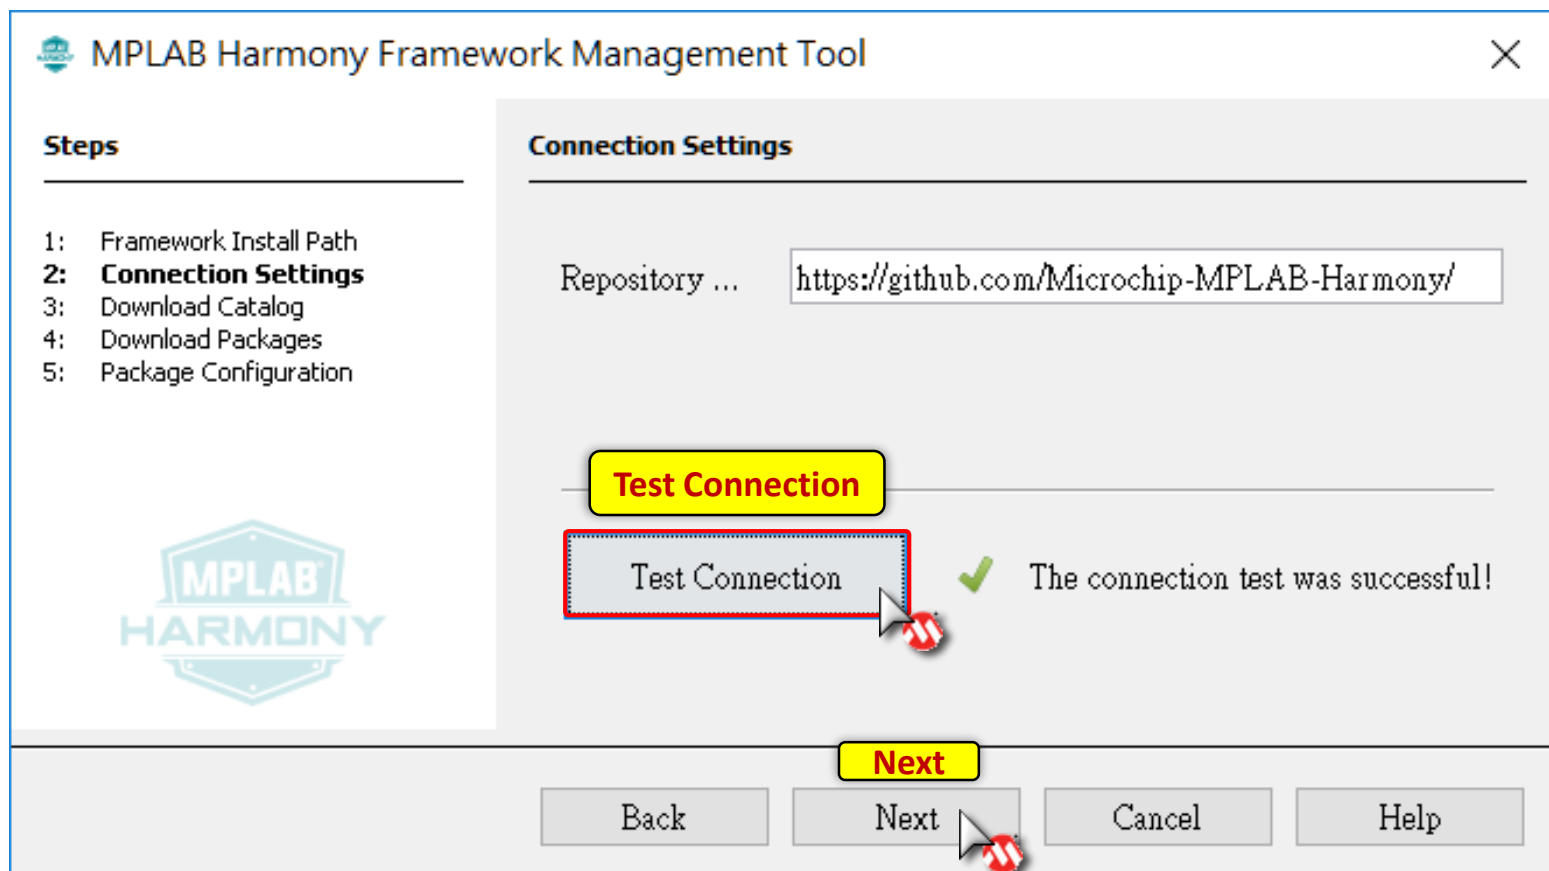 MPLAB Harmony Framework Management Tool
Steps
1: Framework Install Path
2: Connection Settings
3: Download Catalog
4: Download Packages
5: Package Configuration
MPLAB
HARMONY
Connection Settings
Repository ... https://github.com/Microchip-MPLAB-Harmony/
Test Connection
Test Connection
The connection test was successful!
Next
Back
Next
Cancel
Help